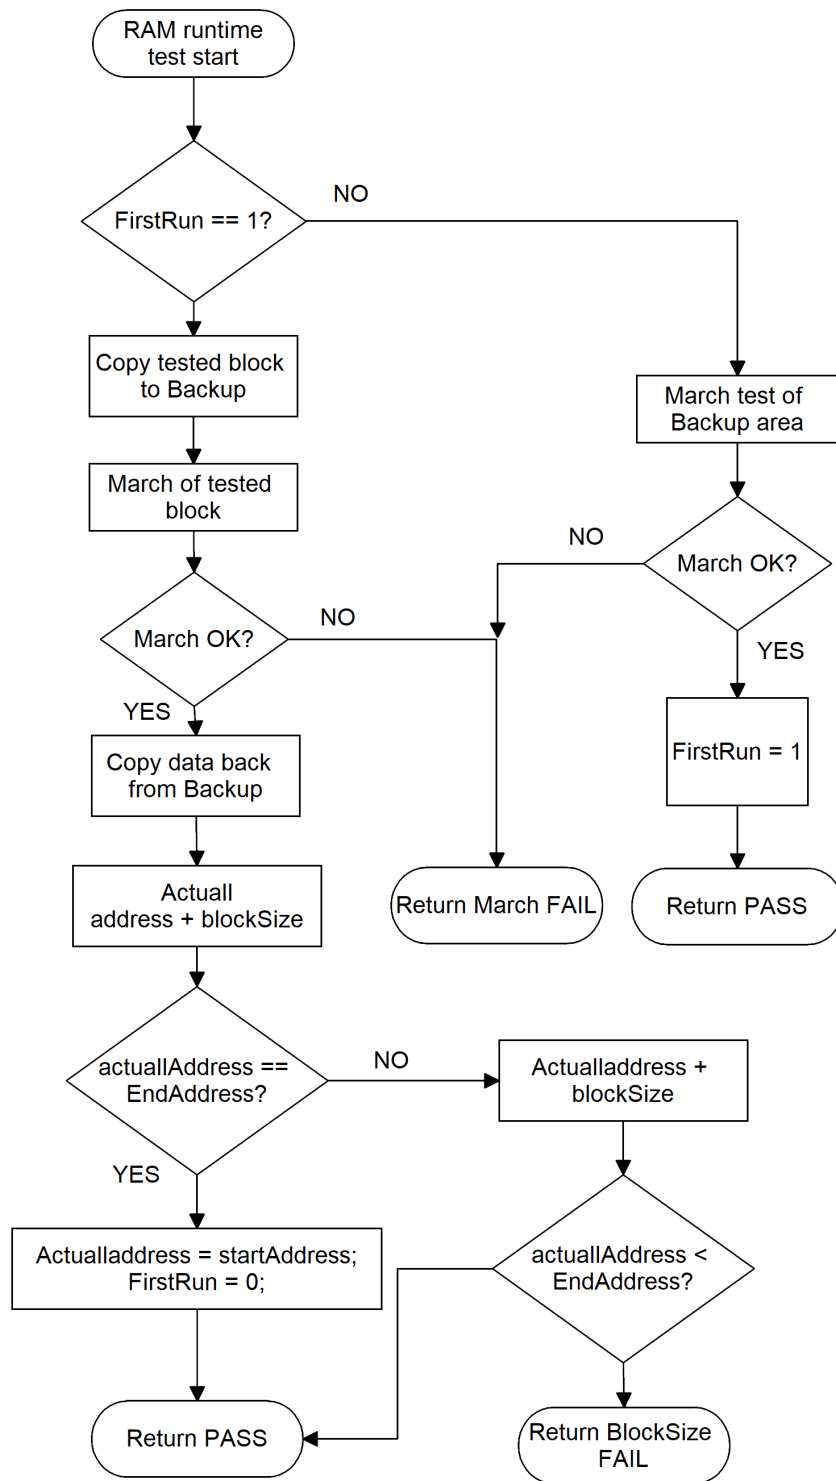 RAM runtime
test start
FirstRun == 1?
NO
Copy tested block
to Backup
March test of
Backup area
March of tested
block
NO
March OK?
March OK?
NO
YES
YES
FirstRun = 1
Copy data back
from Backup
Actuall
address + blockSize
Return March FAIL
Return PASS
actuallAddress ==
EndAddress?
NO
Actualladdress +
blockSize
YES
Actualladdress = startAddress;
FirstRun = 0;
actuallAddress <
EndAddress?
Return PASS
Return BlockSize
FAIL